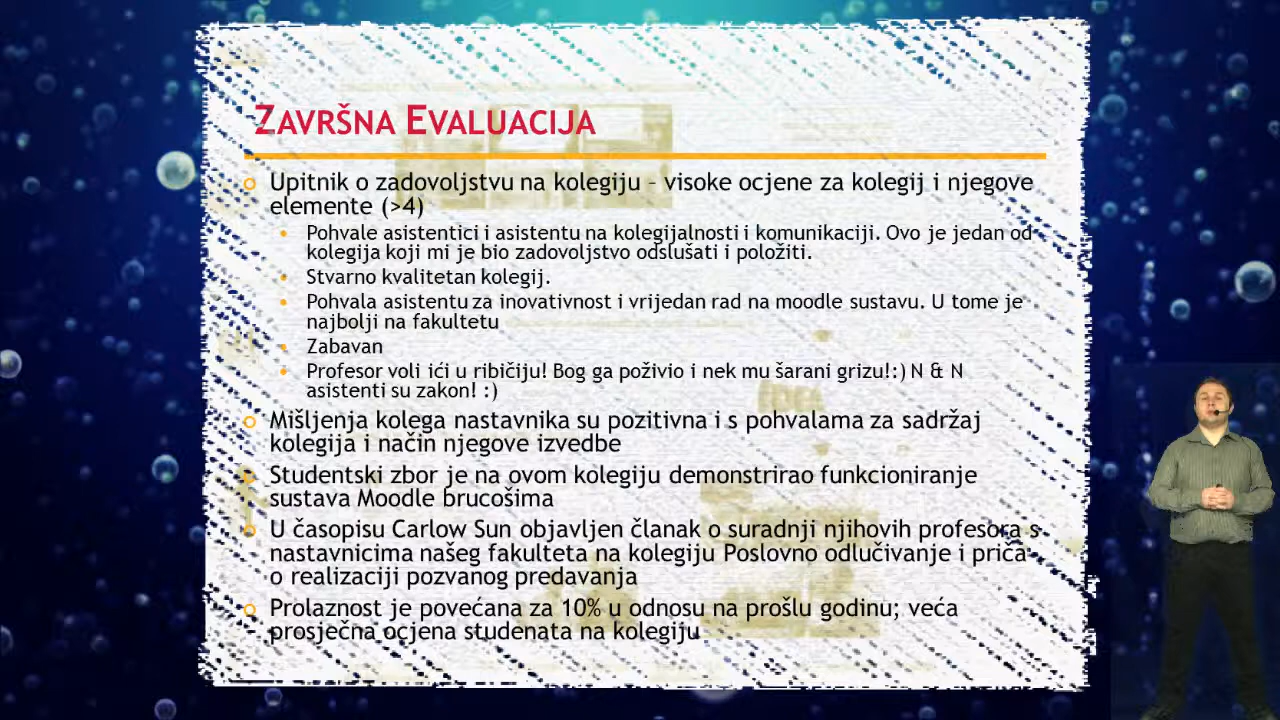 ZAVRŠNA EVALUACIJA
Upitnik o zadovoljstvu na kolegiju – visoke ocjene za kolegij i njegove
elemente (>4)
Pohvale asistentici i asistentu na kolegijalnosti i komunikaciji. Ovo je jedan od
kolegija koji mi je bio zadovoljstvo odslušati i položiti.
Stvarno kvalitetan kolegij.
Pohvala asistentu za inovativnost i vrijedan rad na moodle sustavu. U tome je
najbolji na fakultetu
Zabavan
Profesor voli ići u ribičiju! Bog ga poživio i nek mu šarani grizu!:) N & N
asistenti su zakon! :)
Mišljenja kolega nastavnika su pozitivna i s pohvalama za sadržaj
kolegija i način njegove izvedbe
Studentski zbor je na ovom kolegiju demonstrirao funkcioniranje
sustava Moodle brucošima
U časopisu Carlow Sun objavljen članak o suradnji njihovih profesora s
nastavnicima našeg fakulteta na kolegiju Poslovno odlučivanje i priča
o realizaciji pozvanog predavanja
Prolaznost je povećana za 10% u odnosu na prošlu godinu; veća
prosječna ocjena studenata na kolegiju